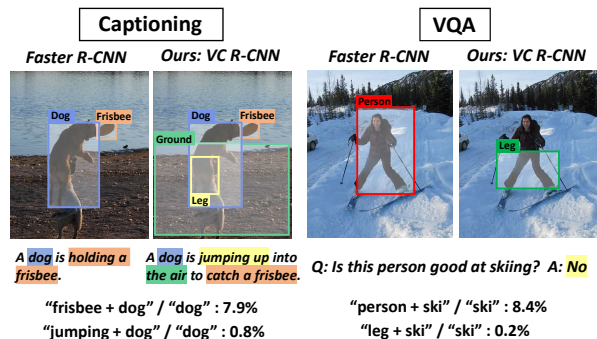 Captioning
VQA
Faster R-CNN
Ours: VC R-CNN
Faster R-CNN
Ours: VC R-CNN
Dog
Frisbee
Dog
Frisbee
Ground
Leg
Person
Leg
A dog is holding a
frisbee.
A dog is jumping up into
the air to catch a frisbee.
Q: Is this person good at skiing? A: No
“frisbee + dog” / “dog” : 7.9%
“jumping + dog” / “dog” : 0.8%
“person + ski” / “ski” : 8.4%
“leg + ski” / “ski” : 0.2%